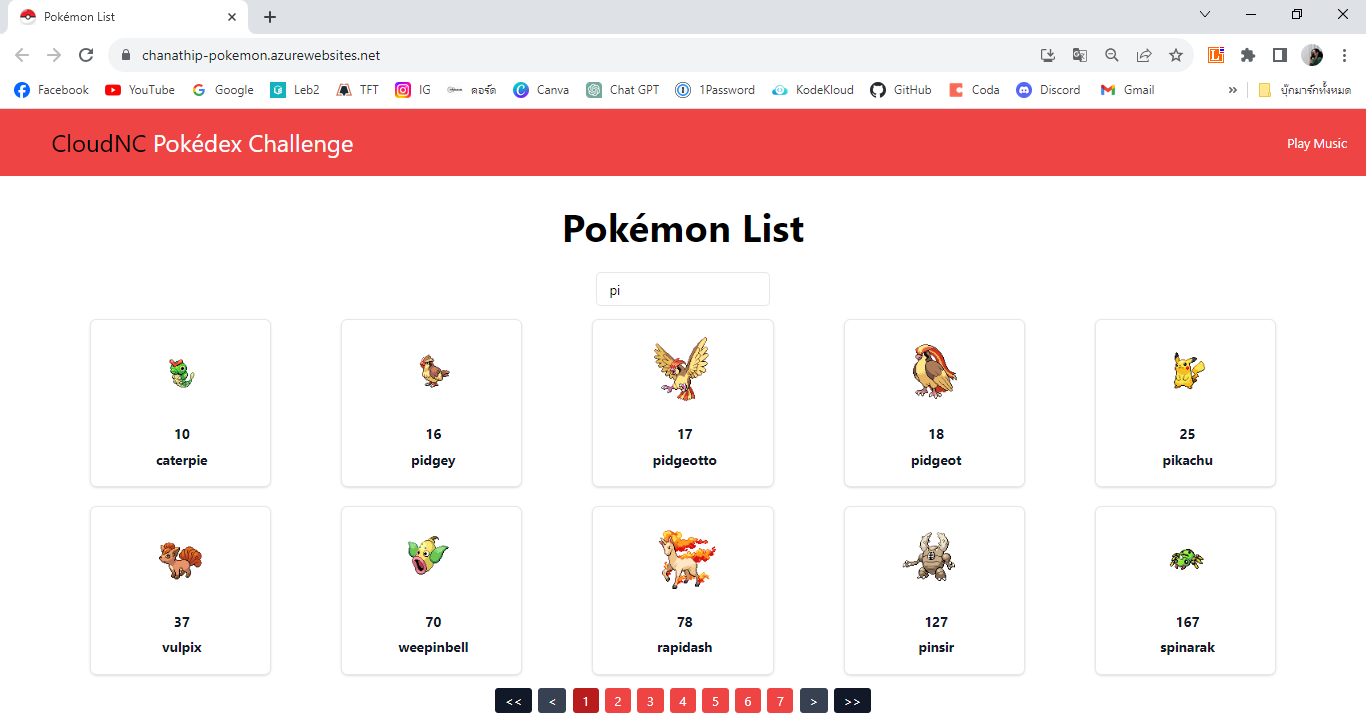 Pokémon List
chanathip-pokemon.azurewebsites.net
Facebook YouTube Google Leb2 TFT IG คอร์ด Canva Chat GPT 1Password KodeKloud GitHub Coda Discord Gmail » บุ๊กมาร์กทั้งหมด
CloudNC Pokédex Challenge Play Music
Pokémon List
pi
10 16 17 18 25
caterpie pidgey pidgeotto pidgeot pikachu
37 70 78 127 167
vulpix weepinbell rapidash pinsir spinarak
<< < 1 2 3 4 5 6 7 > >>